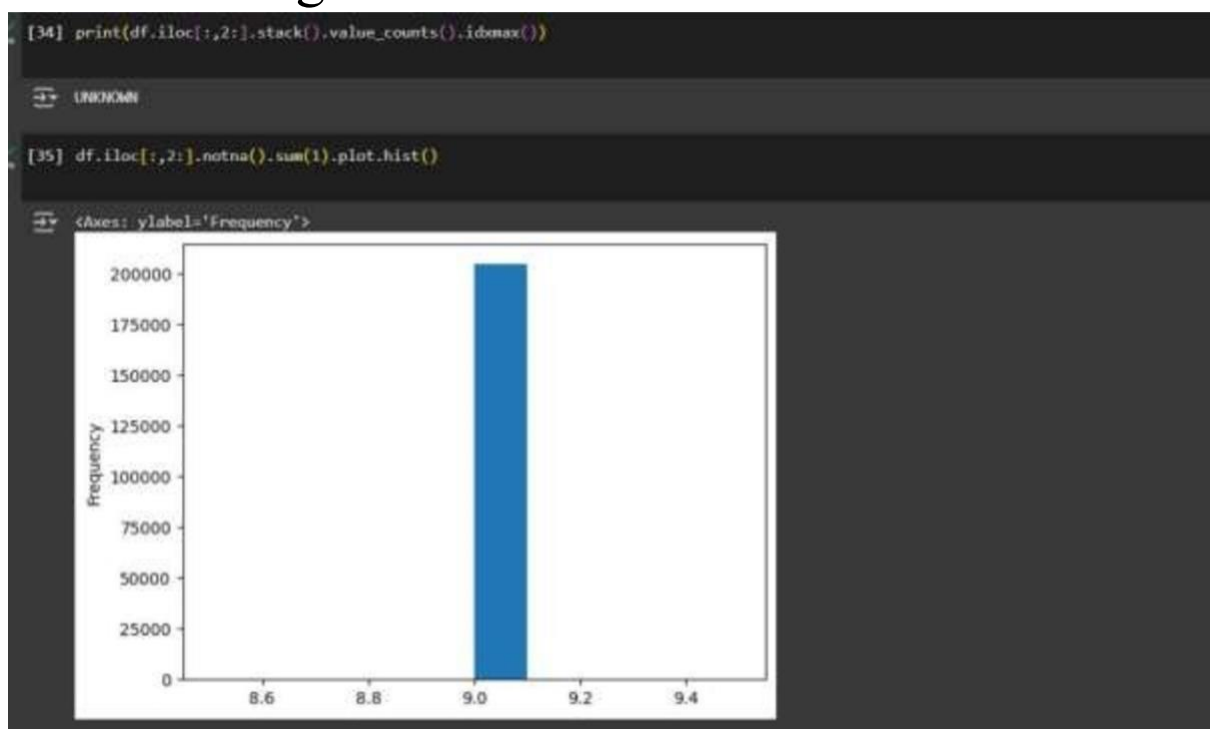 [34] print(df.iloc[:,2:].stack().value_counts().idxmax())
UNKNOWN
[35] df.iloc[:,2:].notna().sum(1).plot.hist()
<Axes: ylabel='Frequency'>
200000
175000
150000
125000
100000
75000
50000
25000
0
Frequency
8.6 8.8 9.0 9.2 9.4